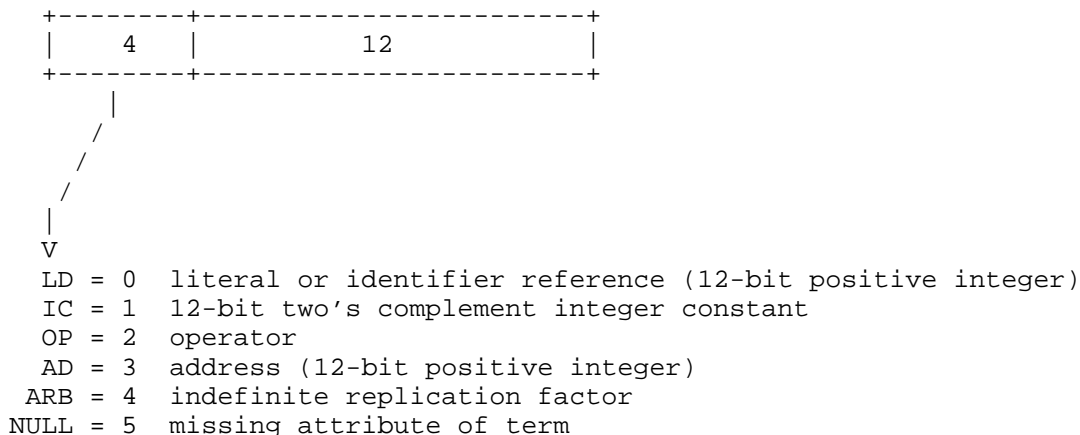 +--------+------------------------+
|    4   |          12            |
+--------+------------------------+
|
/
/
/
|
V
LD = 0  literal or identifier reference (12-bit positive integer)
IC = 1  12-bit two's complement integer constant
OP = 2  operator
AD = 3  address (12-bit positive integer)
ARB = 4  indefinite replication factor
NULL = 5  missing attribute of term